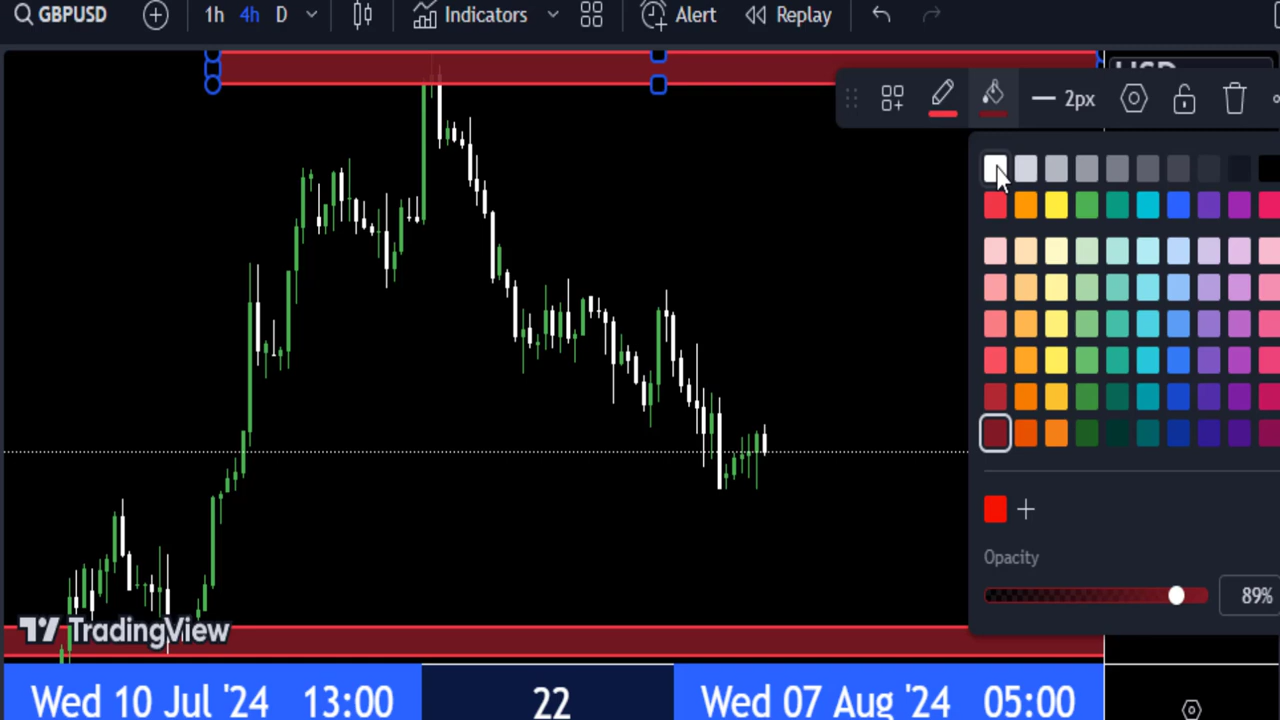 GBPUSD 1h 4h D Indicators Alert Replay
USD
2px
Opacity
89%
TradingView
Wed 10 Jul '24 13:00 22 Wed 07 Aug '24 05:00